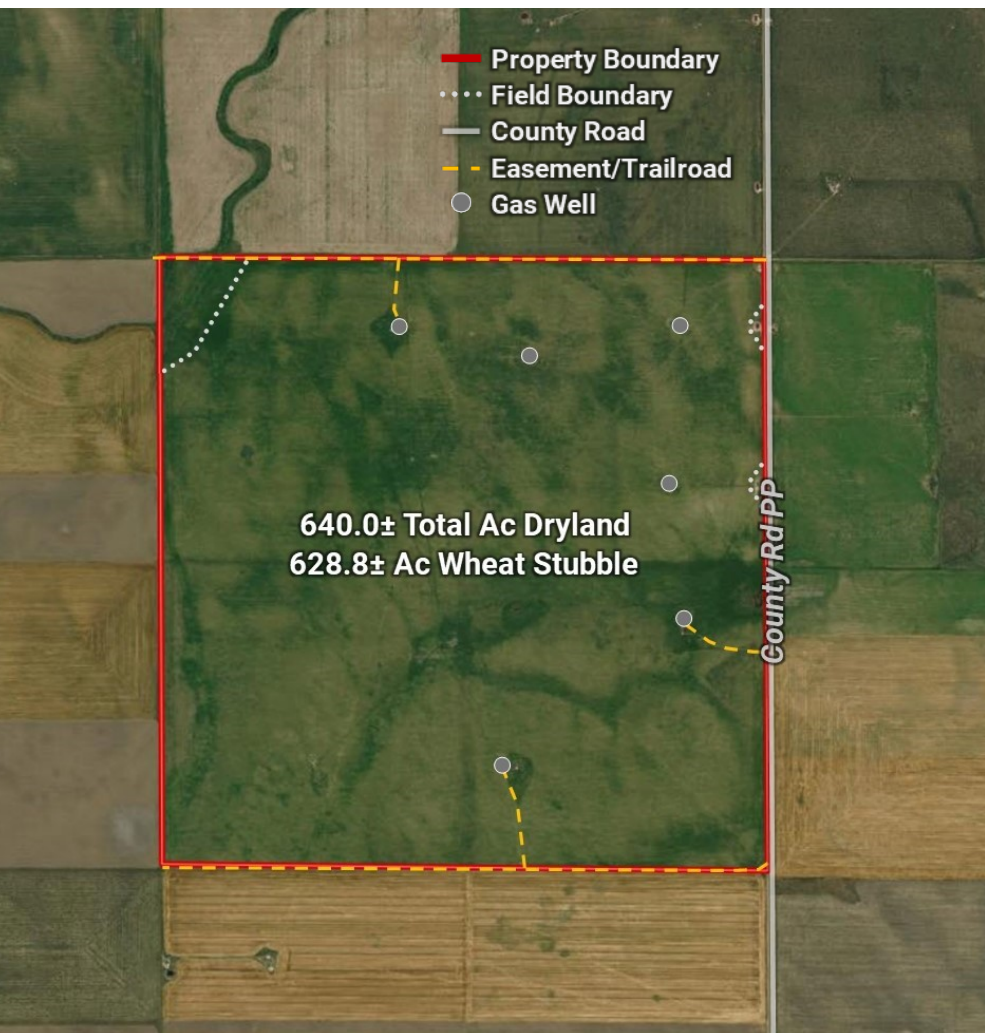 Property Boundary
Field Boundary
County Road
Easement/Trailroad
Gas Well
640.0± Total Ac Dryland
628.8± Ac Wheat Stubble
County Rd PP